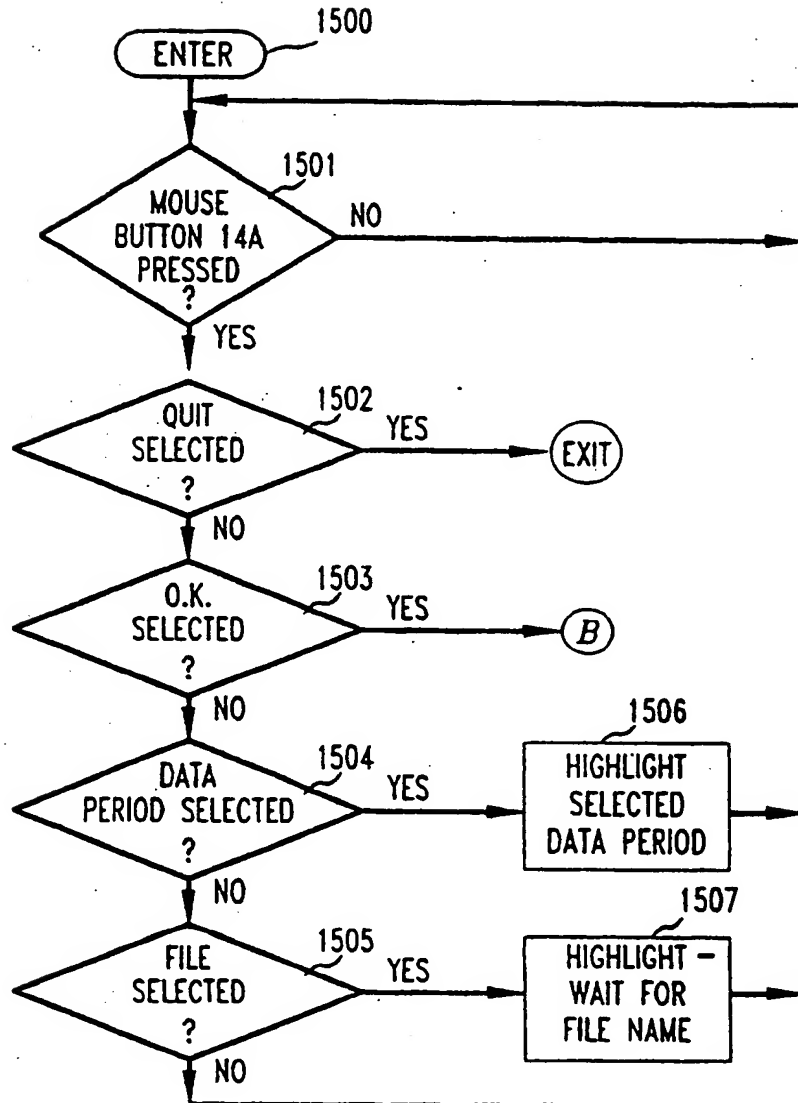 1500
ENTER
1501
MOUSE
BUTTON 14A
PRESSED
?
NO
YES
1502
QUIT
SELECTED
?
YES
EXIT
NO
1503
O.K.
SELECTED
?
YES
B
NO
1504
DATA
PERIOD SELECTED
?
YES
1506
HIGHLIGHT
SELECTED
DATA PERIOD
NO
1505
FILE
SELECTED
?
YES
1507
HIGHLIGHT –
WAIT FOR
FILE NAME
NO